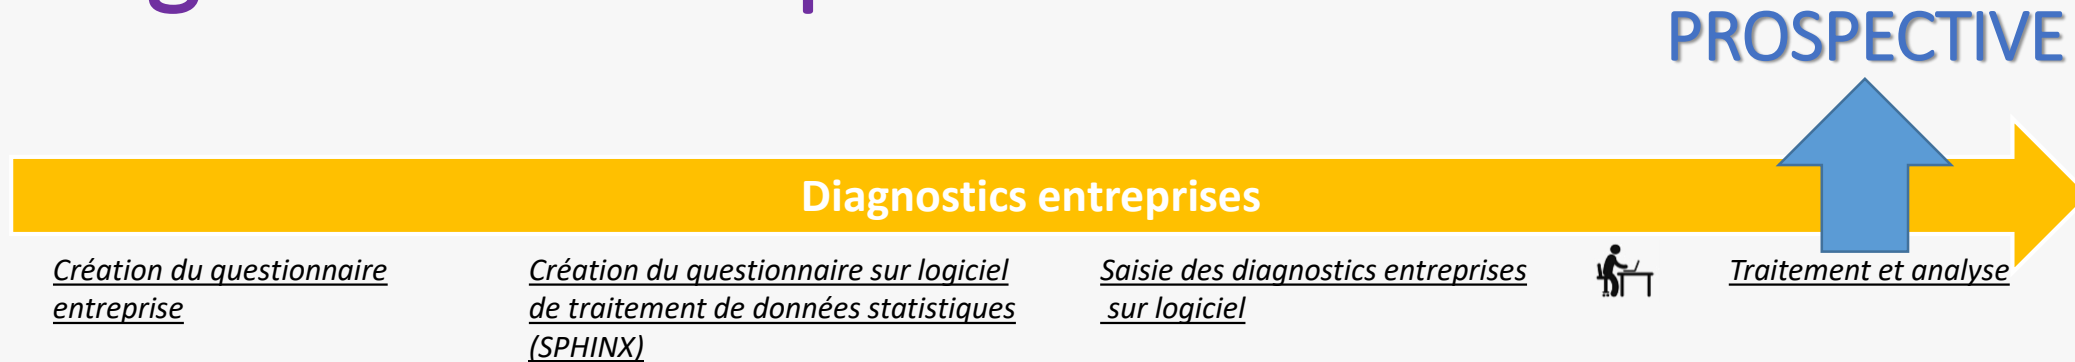 PROSPECTIVE
Diagnostics entreprises
Création du questionnaire
entreprise
Création du questionnaire sur logiciel
de traitement de données statistiques
(SPHINX)
Saisie des diagnostics entreprises
sur logiciel
Traitement et analyse